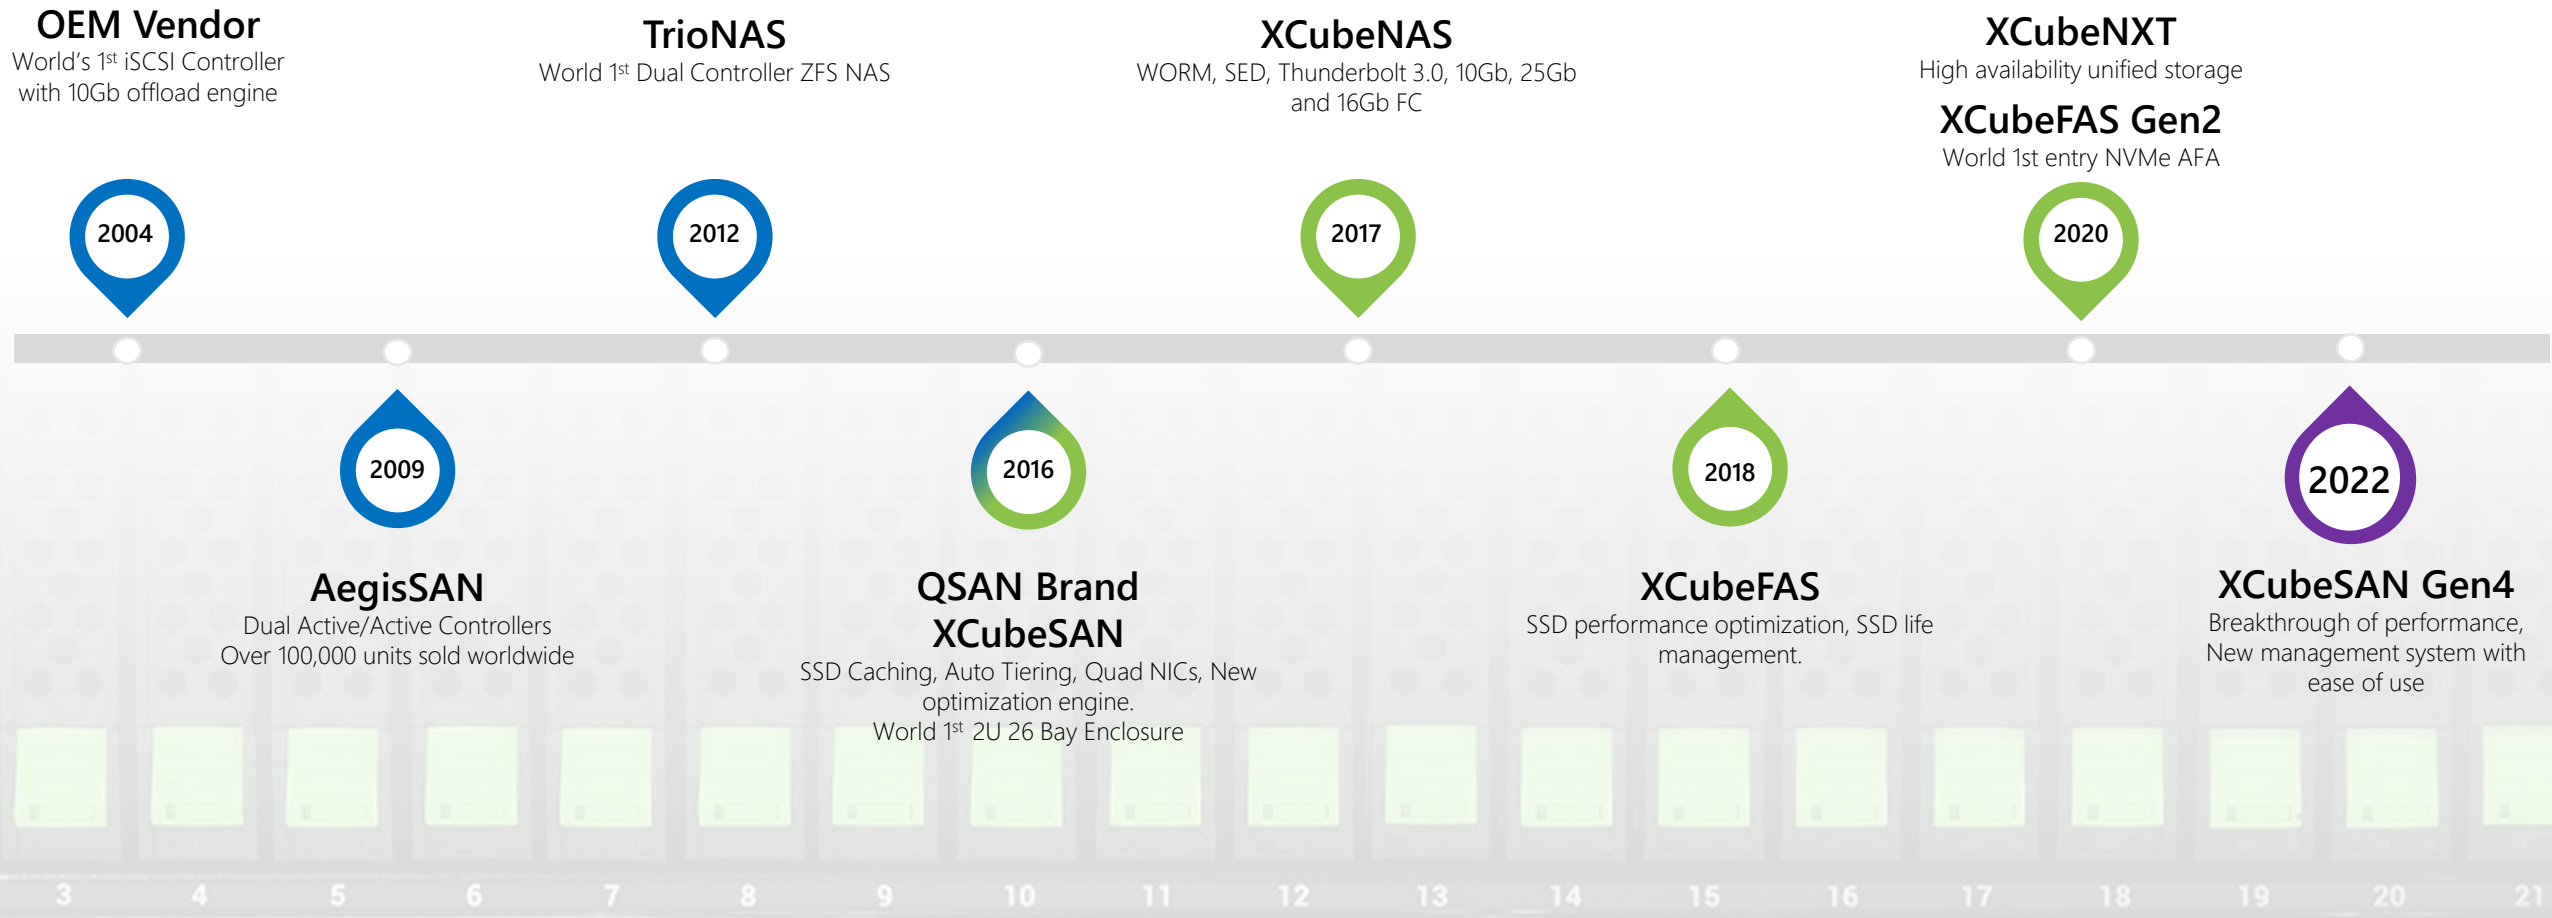 OEM Vendor
World's 1st iSCSI Controller
with 10Gb offload engine
2004
AegisSAN
Dual Active/Active Controllers
Over 100,000 units sold worldwide
2009
TrioNAS
World 1st Dual Controller ZFS NAS
2012
QSAN Brand
XCubeSAN
SSD Caching, Auto Tiering, Quad NICs, New
optimization engine.
World 1st 2U 26 Bay Enclosure
2016
XCubeNAS
WORM, SED, Thunderbolt 3.0, 10Gb, 25Gb
and 16Gb FC
2017
XCubeFAS
SSD performance optimization, SSD life
management.
2018
XCubeNXT
High availability unified storage
XCubeFAS Gen2
World 1st entry NVMe AFA
2020
XCubeSAN Gen4
Breakthrough of performance,
New management system with
ease of use
2022
3 4 5 6 7 8 9 10 11 12 13 14 15 16 17 18 19 20 21